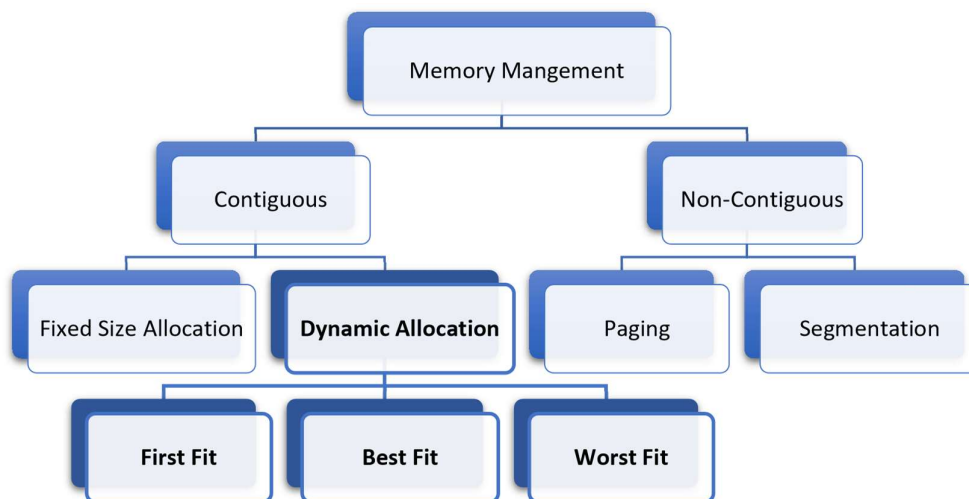 Memory Mangement
Contiguous
Non-Contiguous
Fixed Size Allocation
Dynamic Allocation
Paging
Segmentation
First Fit
Best Fit
Worst Fit